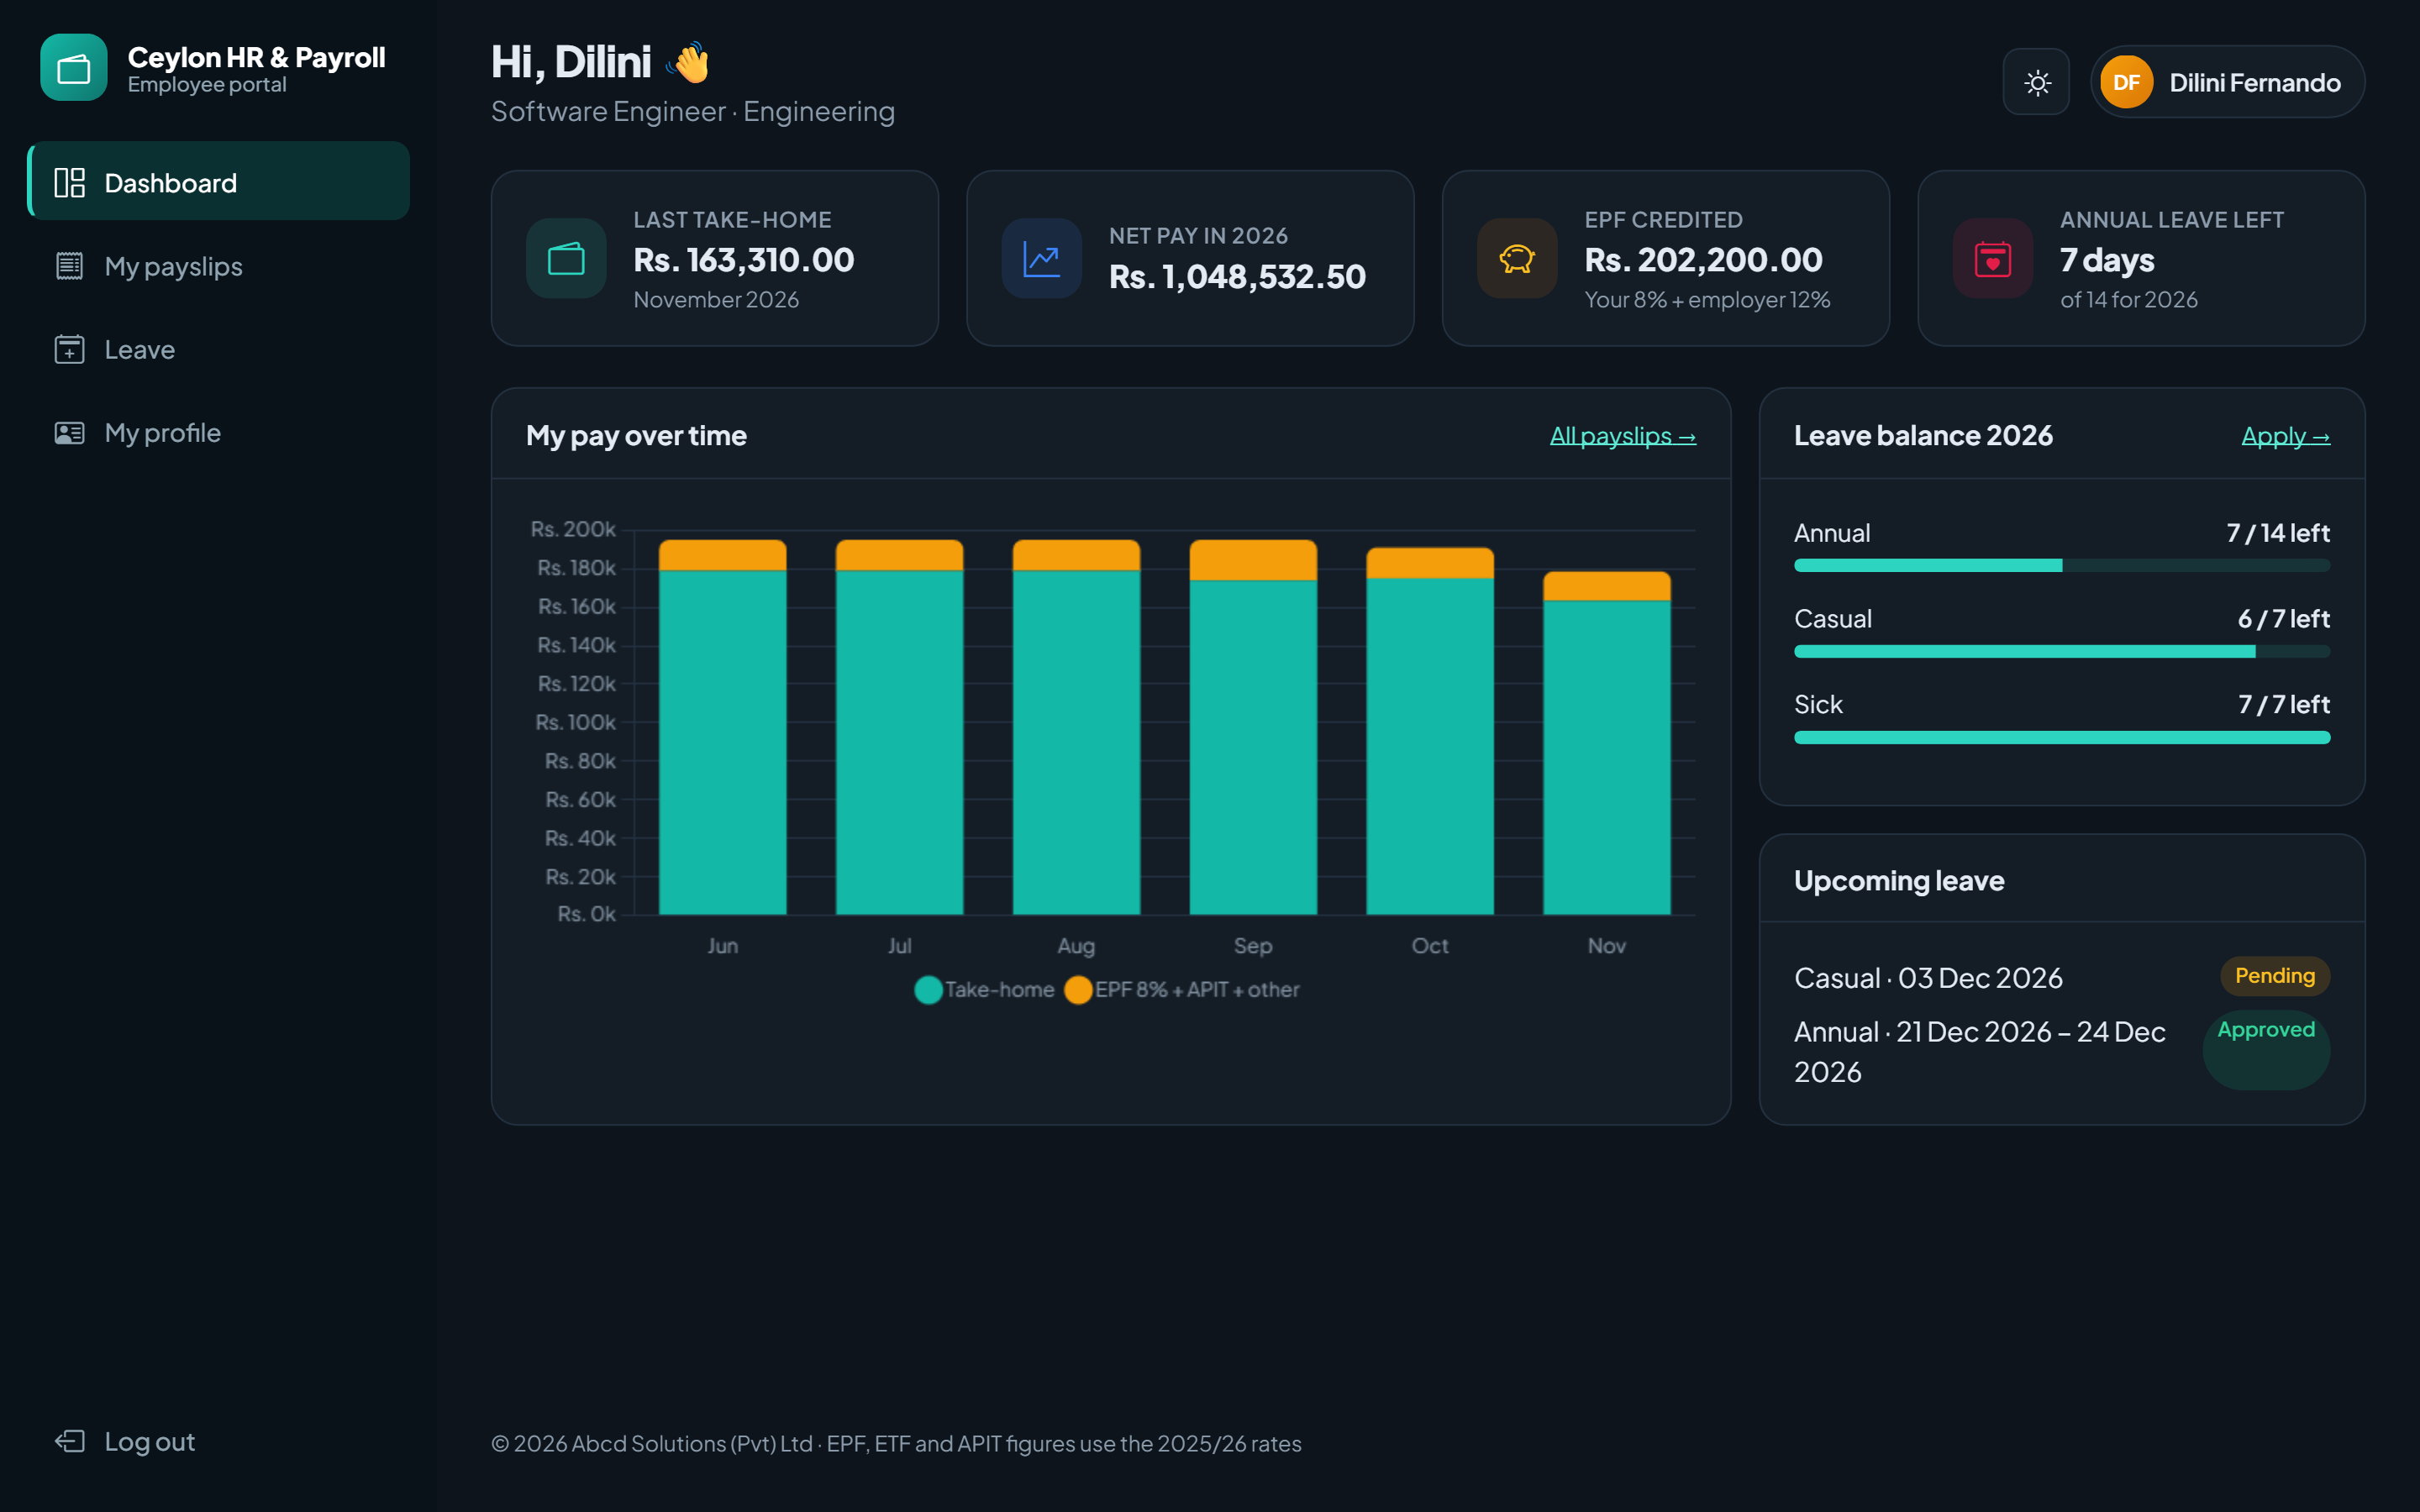 Ceylon HR & Payroll
Employee portal
Dashboard
My payslips
Leave
My profile
Log out
Hi, Dilini 👋
Software Engineer · Engineering
DF
Dilini Fernando
LAST TAKE-HOME
Rs. 163,310.00
November 2026
NET PAY IN 2026
Rs. 1,048,532.50
EPF CREDITED
Rs. 202,200.00
Your 8% + employer 12%
ANNUAL LEAVE LEFT
7 days
of 14 for 2026
My pay over time
All payslips →
Rs. 200k
Rs. 180k
Rs. 160k
Rs. 140k
Rs. 120k
Rs. 100k
Rs. 80k
Rs. 60k
Rs. 40k
Rs. 20k
Rs. 0k
Jun Jul Aug Sep Oct Nov
Take-home EPF 8% + APIT + other
Leave balance 2026
Apply →
Annual 7 / 14 left
Casual 6 / 7 left
Sick 7 / 7 left
Upcoming leave
Casual · 03 Dec 2026 Pending
Annual · 21 Dec 2026 – 24 Dec Approved
2026
© 2026 Abcd Solutions (Pvt) Ltd · EPF, ETF and APIT figures use the 2025/26 rates